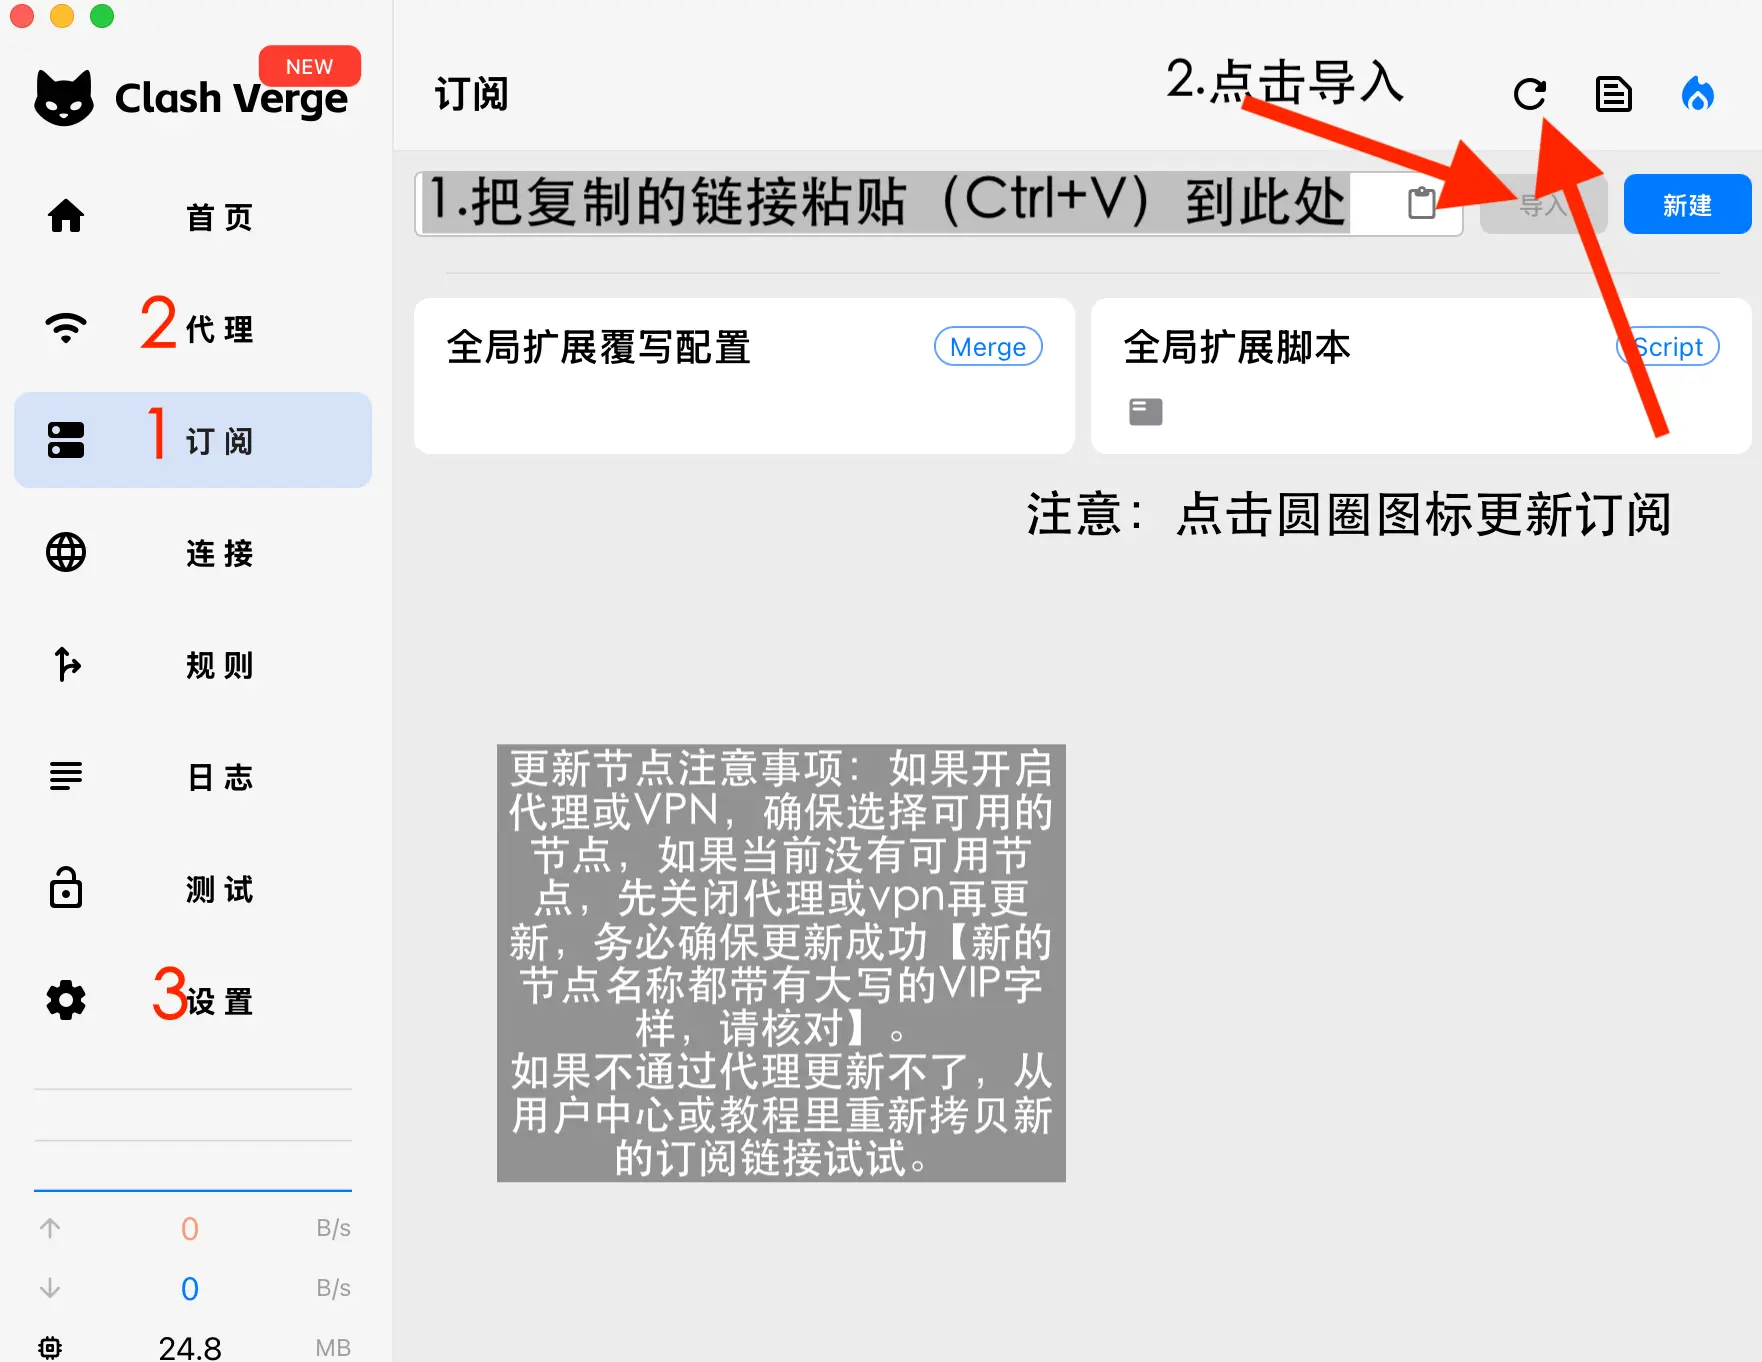 NEW
Clash Verge
订阅
2.点击导入
1.把复制的链接粘贴（Ctrl+V）到此处
导入
新建
首页
2
代理
1
订阅
连接
规则
日志
测试
3
设置
全局扩展覆写配置
Merge
全局扩展脚本
Script
注意：点击圆圈图标更新订阅
更新节点注意事项：如果开启
代理或VPN，确保选择可用的
节点，如果当前没有可用节
点，先关闭代理或vpn再更
新，务必确保更新成功【新的
节点名称都带有大写的VIP字
样，请核对】。
如果不通过代理更新不了，从
用户中心或教程里重新拷贝新
的订阅链接试试。
0 B/s
0 B/s
24.8 MB